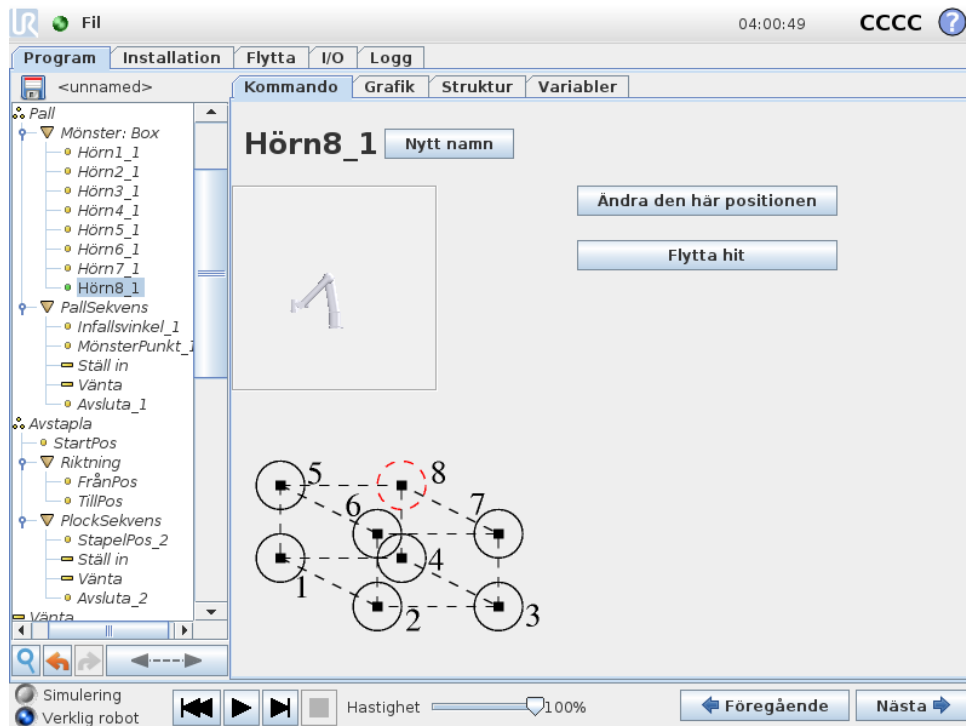 UR Fil 04:00:49 CCCC ?
Program Installation Flytta I/O Logg
<unnamed>
Kommando Grafik Struktur Variabler
Pall
Mönster: Box
Hörn1_1
Hörn2_1
Hörn3_1
Hörn4_1
Hörn5_1
Hörn6_1
Hörn7_1
Hörn8_1
PallSekvens
Infallsvinkel_1
MönsterPunkt_1
Ställ in
Vänta
Avsluta_1
Avstapla
StartPos
Riktning
FrånPos
TillPos
PlockSekvens
StapelPos_2
Ställ in
Vänta
Avsluta_2
Vänta
Hörn8_1 Nytt namn
Ändra den här positionen
Flytta hit
5 8
6 7
4
1 2 3
Simulering
Verklig robot
Hastighet 100%
Föregående Nästa